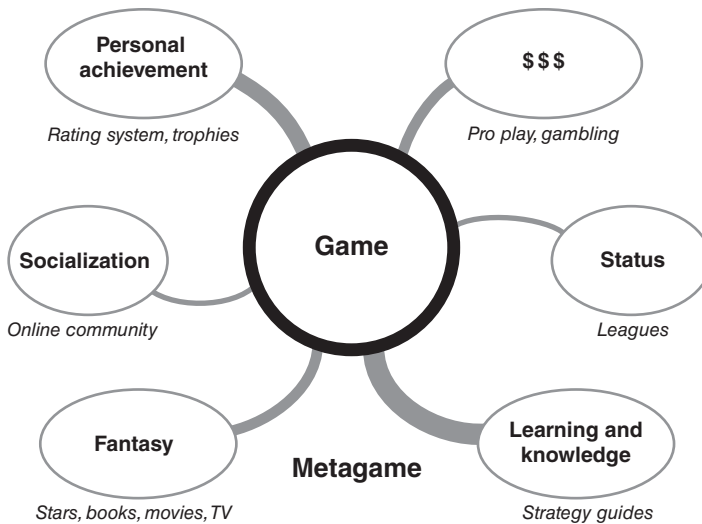 Personal
achievement
Rating system, trophies
$$$
Pro play, gambling
Game
Socialization
Online community
Status
Leagues
Fantasy
Stars, books, movies, TV
Metagame
Learning and
knowledge
Strategy guides